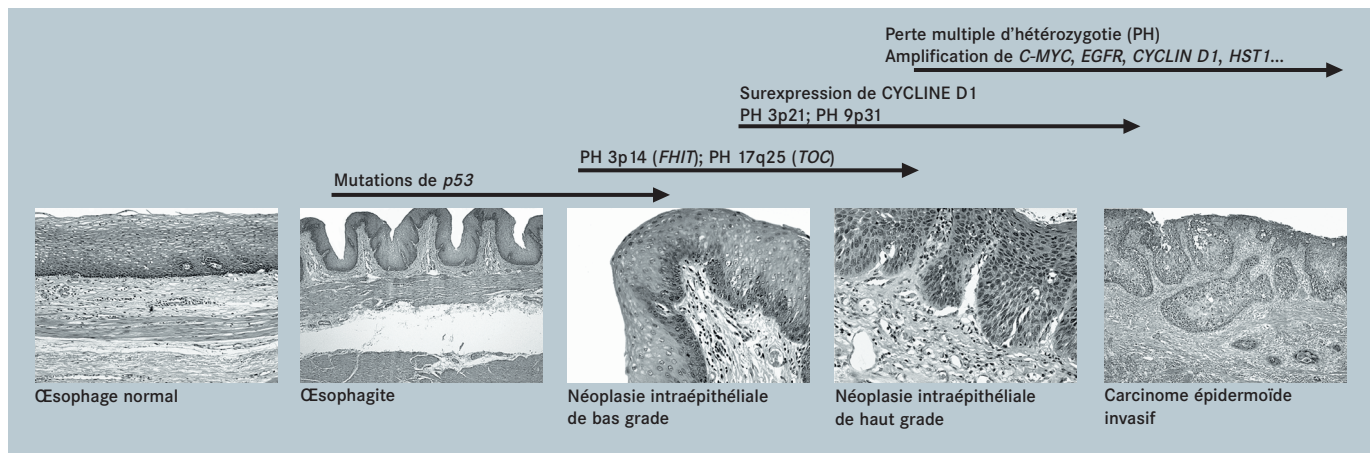 Perte multiple d'hétérozygotie (PH)
Amplification de C-MYC, EGFR, CYCLIN D1, HST1...
Surexpression de CYCLINE D1
PH 3p21; PH 9p31
PH 3p14 (FHIT); PH 17q25 (TOC)
Mutations de p53
Œsophage normal
Œsophagite
Néoplasie intraépithéliale
de bas grade
Néoplasie intraépithéliale
de haut grade
Carcinome épidermoïde
invasif